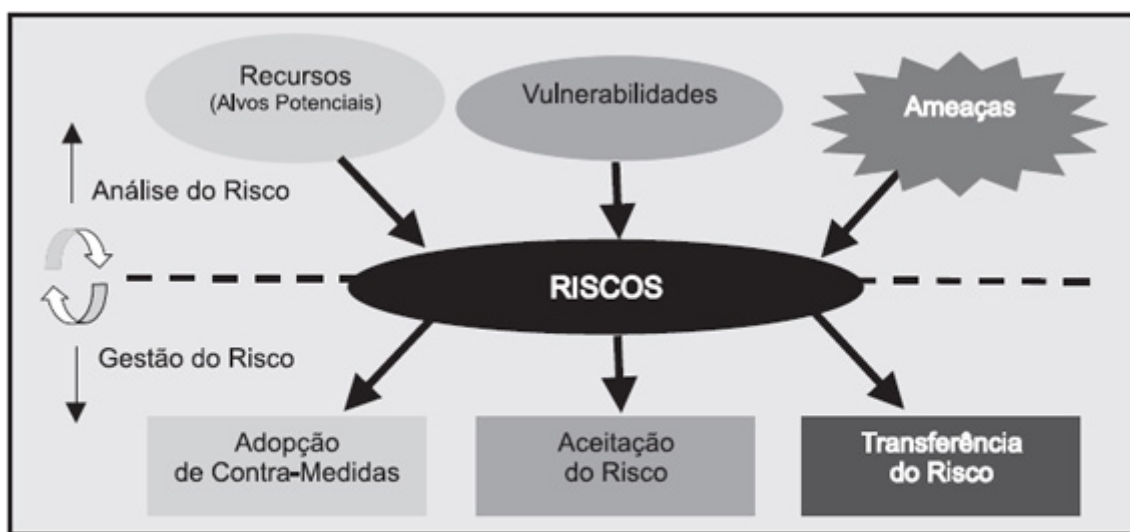 Recursos
(Alvos Potenciais)
Vulnerabilidades
Ameaças
Análise do Risco
RISCOS
Gestão do Risco
Adopção
de Contra-Medidas
Aceitação
do Risco
Transferência
do Risco